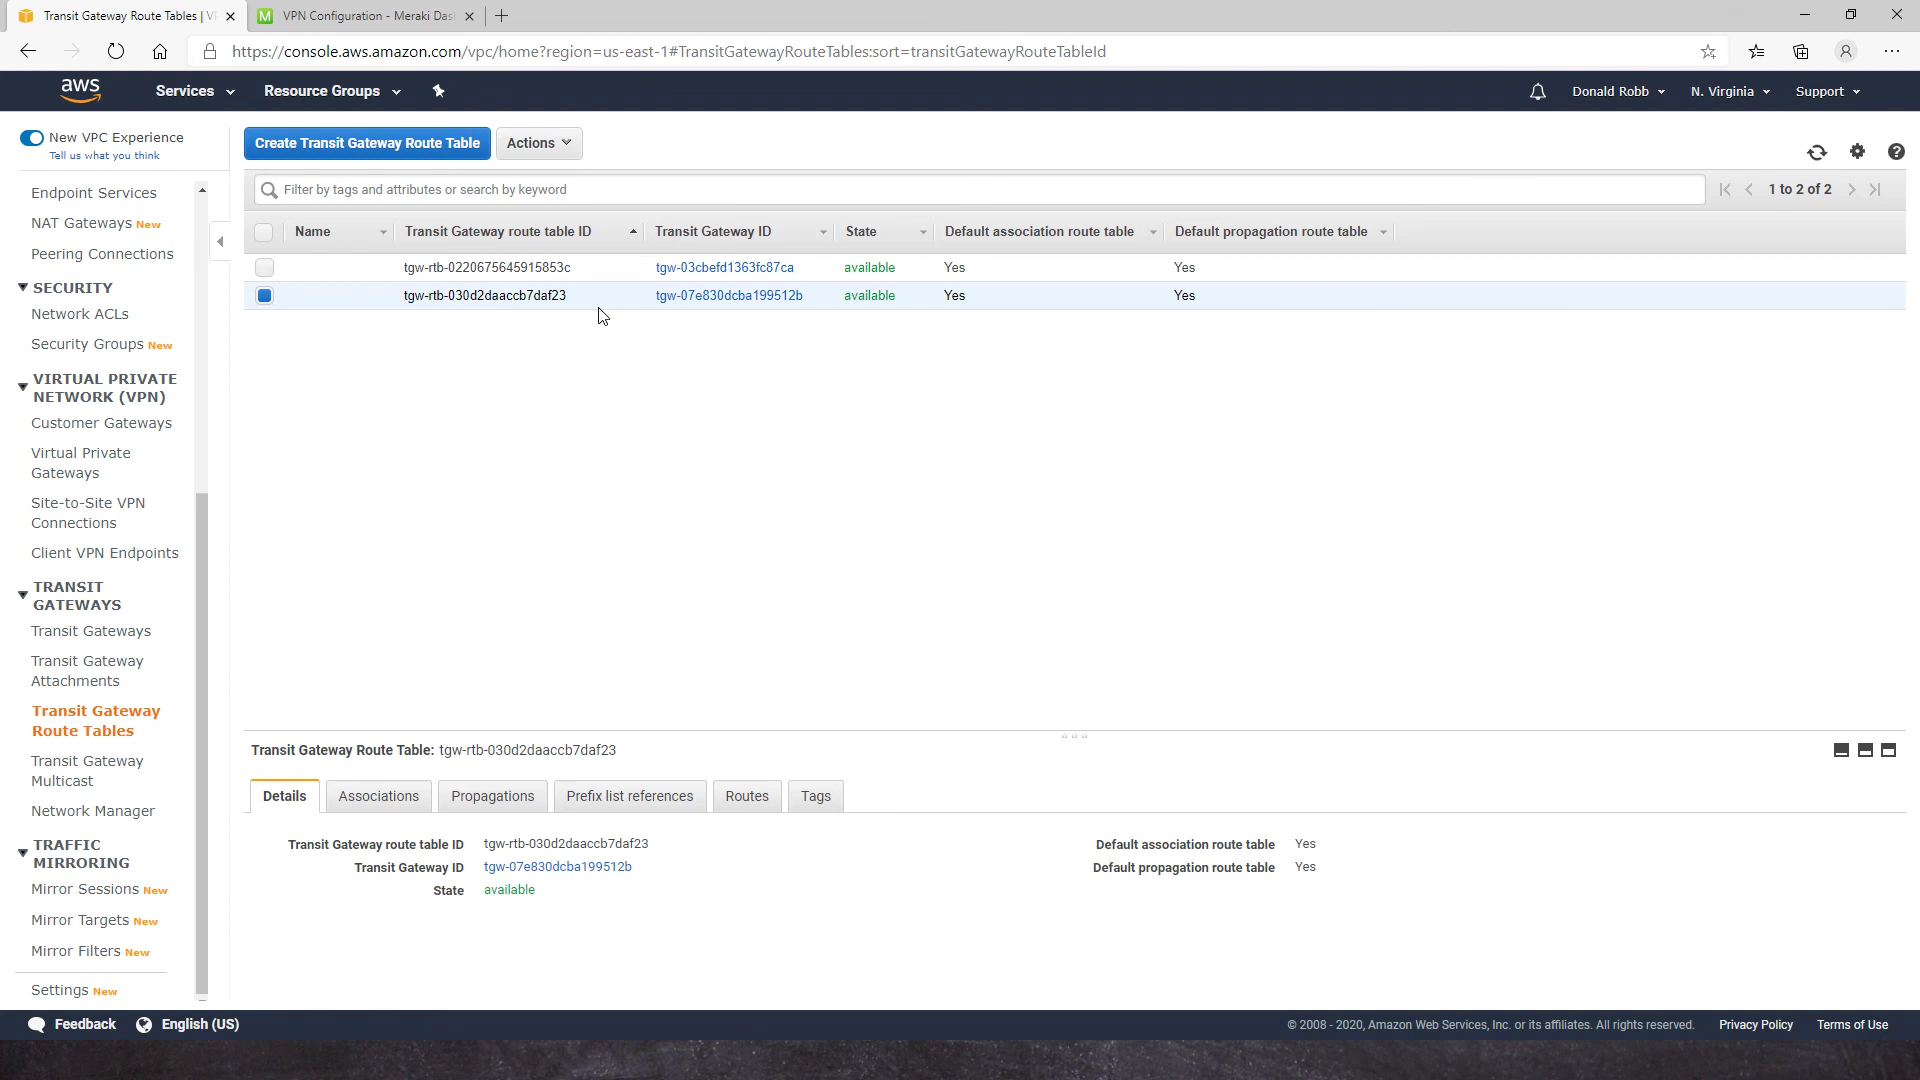 Transit Gateway Route Tables | VP
M VPN Configuration - Meraki Das
https://console.aws.amazon.com/vpc/home?region=us-east-1#TransitGatewayRouteTables:sort=transitGatewayRouteTableId
aws
Services
Resource Groups
Donald Robb
N. Virginia
Support
New VPC Experience
Tell us what you think
Endpoint Services
NAT Gateways New
Peering Connections
SECURITY
Network ACLs
Security Groups New
VIRTUAL PRIVATE
NETWORK (VPN)
Customer Gateways
Virtual Private
Gateways
Site-to-Site VPN
Connections
Client VPN Endpoints
TRANSIT
GATEWAYS
Transit Gateways
Transit Gateway
Attachments
Transit Gateway
Route Tables
Transit Gateway
Multicast
Network Manager
TRAFFIC
MIRRORING
Mirror Sessions New
Mirror Targets New
Mirror Filters New
Settings New
Create Transit Gateway Route Table
Actions
Filter by tags and attributes or search by keyword
1 to 2 of 2
Name Transit Gateway route table ID Transit Gateway ID State Default association route table Default propagation route table
tgw-rtb-0220675645915853c tgw-03cbefd1363fc87ca available Yes Yes
tgw-rtb-030d2daaccb7daf23 tgw-07e830dcba199512b available Yes Yes
Transit Gateway Route Table: tgw-rtb-030d2daaccb7daf23
Details Associations Propagations Prefix list references Routes Tags
Transit Gateway route table ID tgw-rtb-030d2daaccb7daf23 Default association route table Yes
Transit Gateway ID tgw-07e830dcba199512b Default propagation route table Yes
State available
Feedback
English (US)
© 2008 - 2020, Amazon Web Services, Inc. or its affiliates. All rights reserved.
Privacy Policy
Terms of Use